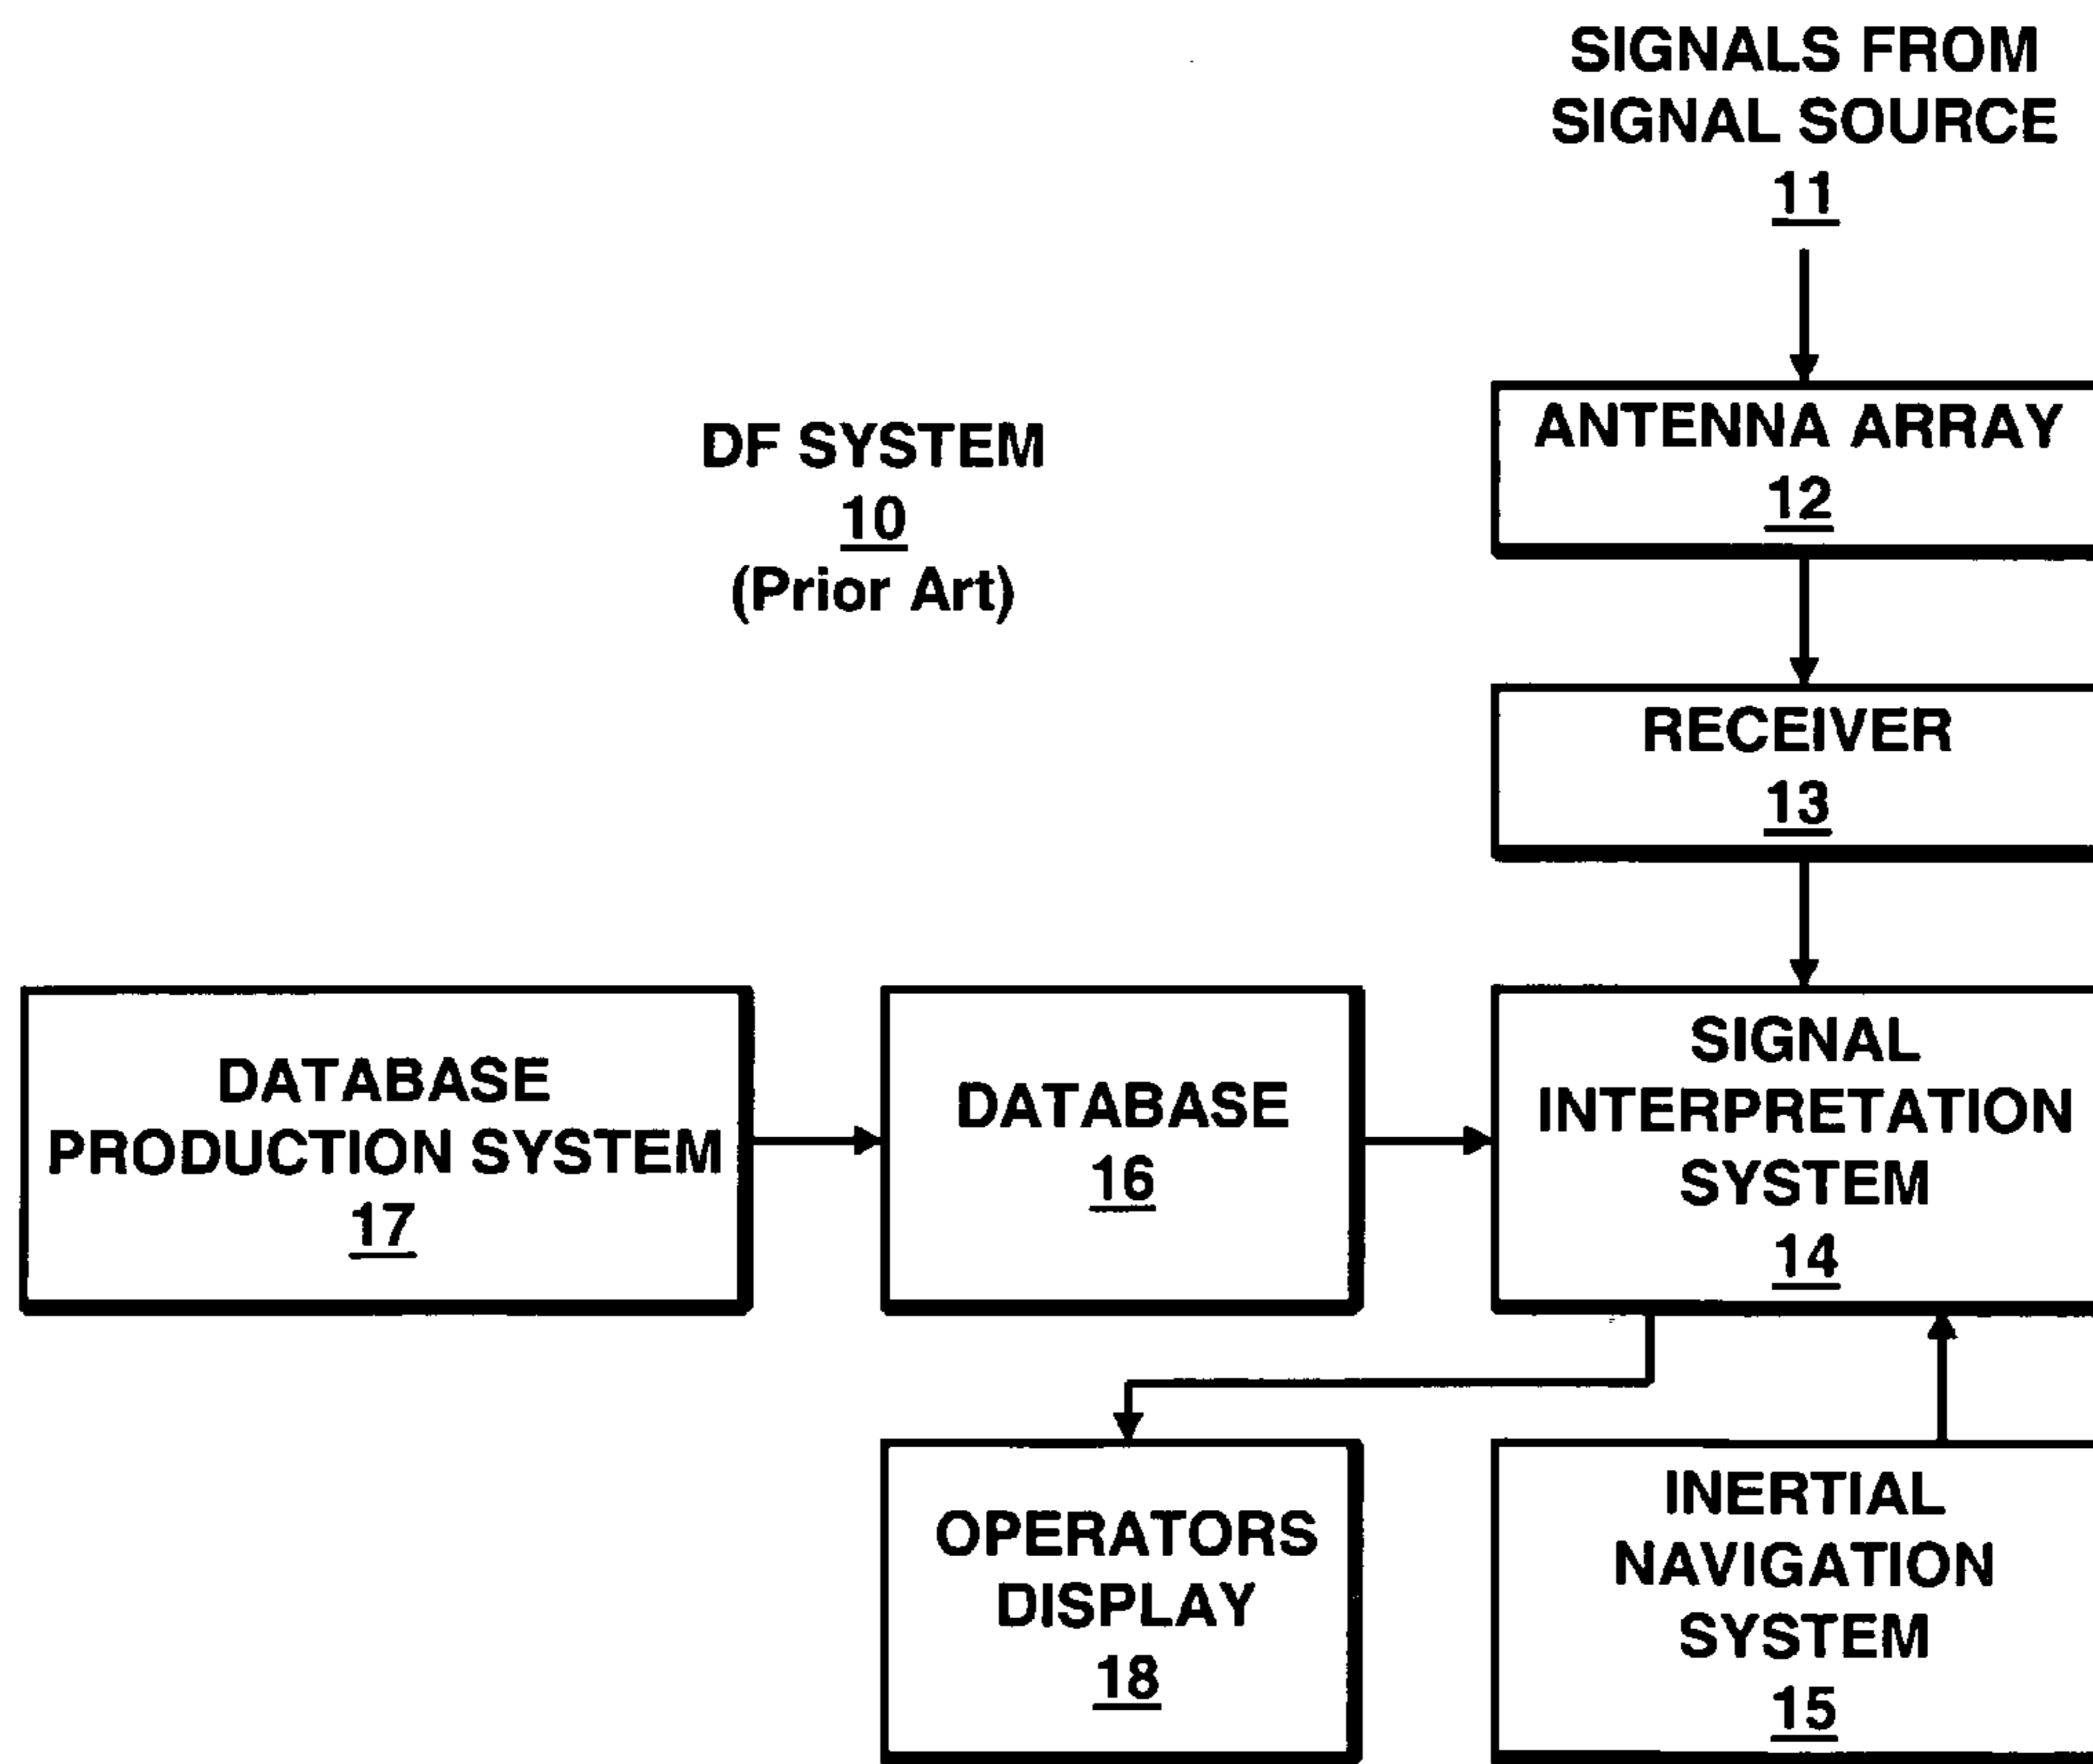 SIGNALS FROM
SIGNAL SOURCE
11
DF SYSTEM
10
(Prior Art)
ANTENNA ARRAY
12
RECEIVER
13
DATABASE
PRODUCTION SYSTEM
17
DATABASE
16
SIGNAL
INTERPRETATION
SYSTEM
14
OPERATORS
DISPLAY
18
INERTIAL
NAVIGATION
SYSTEM
15